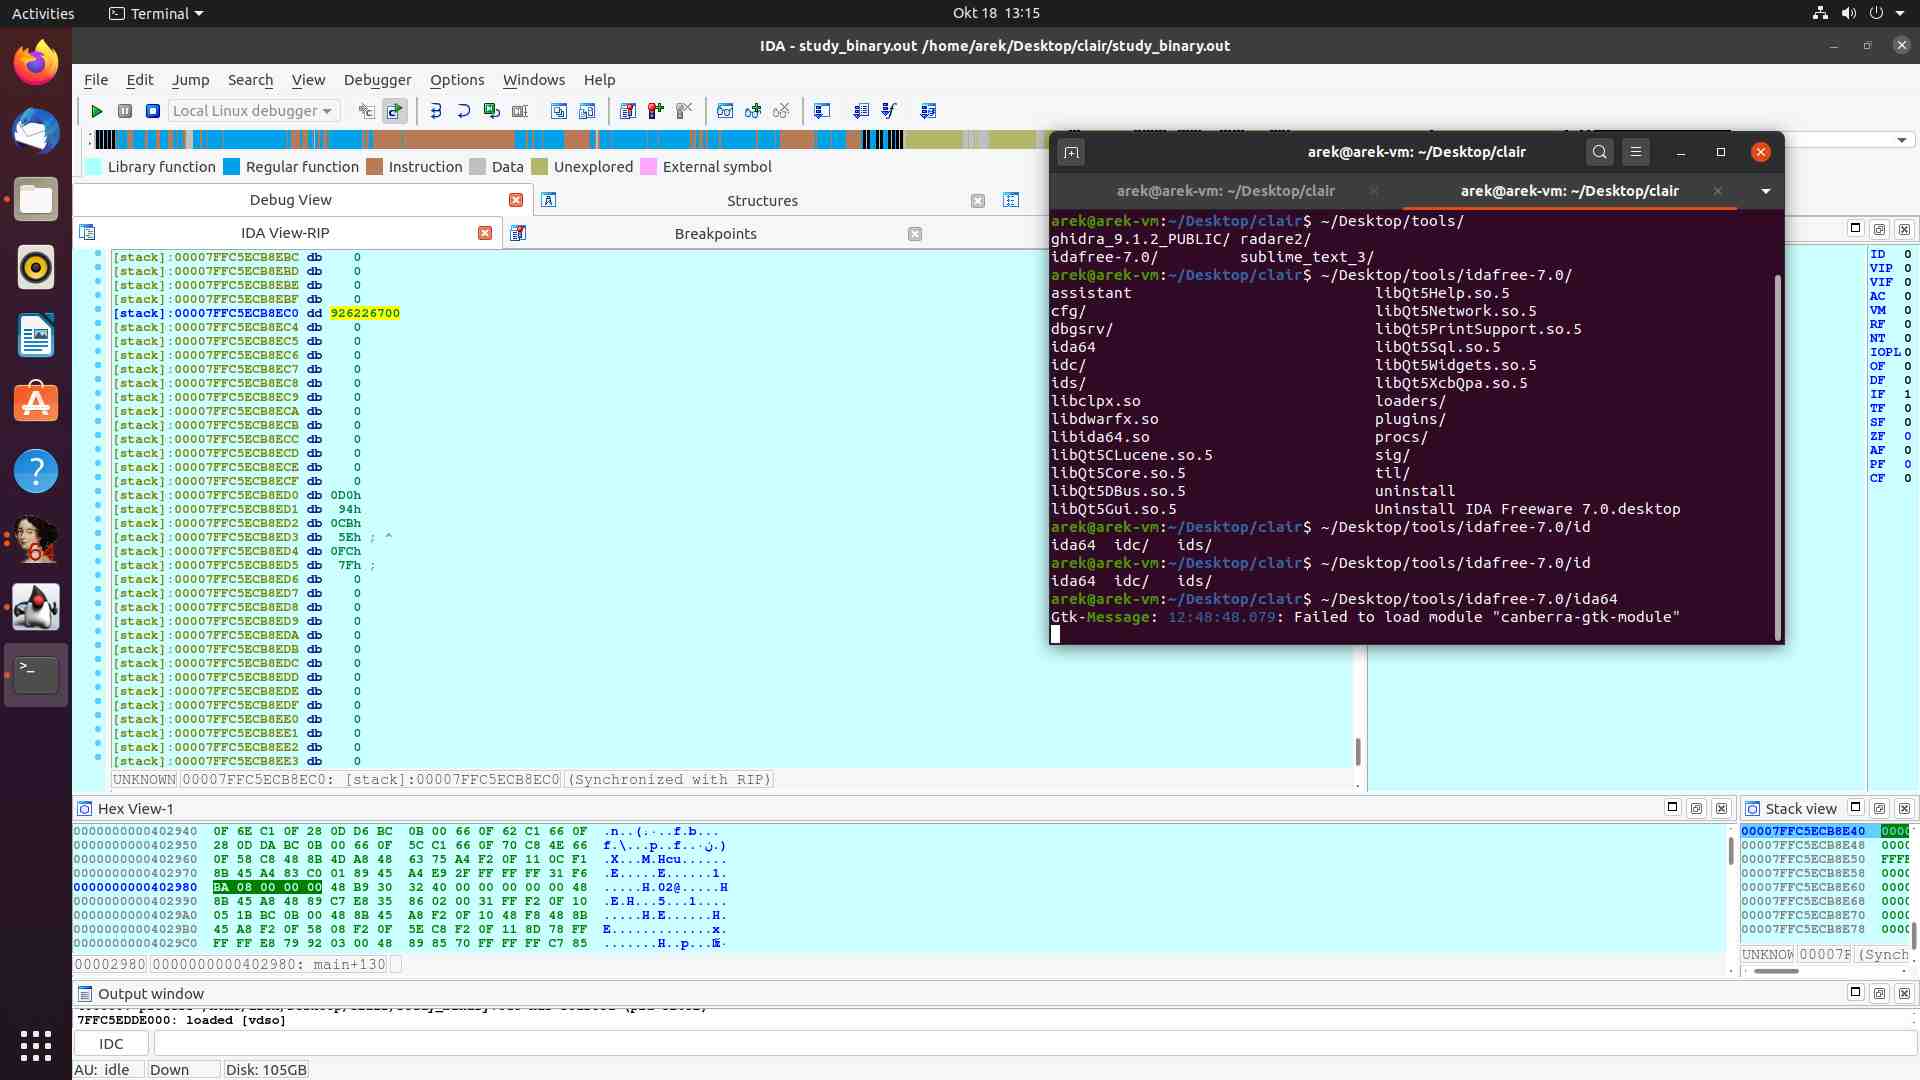 Activities
Terminal
Okt 18 13:15
IDA - study_binary.out /home/arek/Desktop/clair/study_binary.out
File Edit Jump Search View Debugger Options Windows Help
Local Linux debugger
Library function Regular function Instruction Data Unexplored External symbol
Debug View
Structures
IDA View-RIP
Breakpoints
[stack]:00007FFC5ECB8EBC db 0
[stack]:00007FFC5ECB8EBD db 0
[stack]:00007FFC5ECB8EBE db 0
[stack]:00007FFC5ECB8EBF db 0
[stack]:00007FFC5ECB8EC0 dd 926226700
[stack]:00007FFC5ECB8EC4 db 0
[stack]:00007FFC5ECB8EC5 db 0
[stack]:00007FFC5ECB8EC6 db 0
[stack]:00007FFC5ECB8EC7 db 0
[stack]:00007FFC5ECB8EC8 db 0
[stack]:00007FFC5ECB8EC9 db 0
[stack]:00007FFC5ECB8ECA db 0
[stack]:00007FFC5ECB8ECB db 0
[stack]:00007FFC5ECB8ECC db 0
[stack]:00007FFC5ECB8ECD db 0
[stack]:00007FFC5ECB8ECE db 0
[stack]:00007FFC5ECB8ECF db 0
[stack]:00007FFC5ECB8ED0 db 0D0h
[stack]:00007FFC5ECB8ED1 db 94h
[stack]:00007FFC5ECB8ED2 db 0CBh
[stack]:00007FFC5ECB8ED3 db 5Eh ; ^
[stack]:00007FFC5ECB8ED4 db 0FCh
[stack]:00007FFC5ECB8ED5 db 7Fh ;
[stack]:00007FFC5ECB8ED6 db 0
[stack]:00007FFC5ECB8ED7 db 0
[stack]:00007FFC5ECB8ED8 db 0
[stack]:00007FFC5ECB8ED9 db 0
[stack]:00007FFC5ECB8EDA db 0
[stack]:00007FFC5ECB8EDB db 0
[stack]:00007FFC5ECB8EDC db 0
[stack]:00007FFC5ECB8EDD db 0
[stack]:00007FFC5ECB8EDE db 0
[stack]:00007FFC5ECB8EDF db 0
[stack]:00007FFC5ECB8EE0 db 0
[stack]:00007FFC5ECB8EE1 db 0
[stack]:00007FFC5ECB8EE2 db 0
[stack]:00007FFC5ECB8EE3 db 0
UNKNOWN 00007FFC5ECB8EC0: [stack]:00007FFC5ECB8EC0 (Synchronized with RIP)
arek@arek-vm: ~/Desktop/clair
arek@arek-vm: ~/Desktop/clair
arek@arek-vm: ~/Desktop/clair
arek@arek-vm:~/Desktop/clair$ ~/Desktop/tools/
ghidra_9.1.2_PUBLIC/ radare2/
idafree-7.0/ sublime_text_3/
arek@arek-vm:~/Desktop/clair$ ~/Desktop/tools/idafree-7.0/
assistant libQt5Help.so.5
cfg/ libQt5Network.so.5
dbgsrv/ libQt5PrintSupport.so.5
ida64 libQt5Sql.so.5
idc/ libQt5Widgets.so.5
ids/ libQt5XcbQpa.so.5
libclpx.so loaders/
libdwarfx.so plugins/
libida64.so procs/
libQt5CLucene.so.5 sig/
libQt5Core.so.5 til/
libQt5DBus.so.5 uninstall
libQt5Gui.so.5 Uninstall IDA Freeware 7.0.desktop
arek@arek-vm:~/Desktop/clair$ ~/Desktop/tools/idafree-7.0/id
ida64 idc/ ids/
arek@arek-vm:~/Desktop/clair$ ~/Desktop/tools/idafree-7.0/id
ida64 idc/ ids/
arek@arek-vm:~/Desktop/clair$ ~/Desktop/tools/idafree-7.0/ida64
Gtk-Message: 12:48:48.079: Failed to load module "canberra-gtk-module"
ID 0
VIP 0
VIF 0
AC 0
VM 0
RF 0
NT 0
IOPL 0
OF 0
DF 0
IF 1
TF 0
SF 0
ZF 0
AF 0
PF 0
CF 0
Hex View-1
0000000000402940 0F 6E C1 0F 28 0D D6 BC 0B 00 66 0F 62 C1 66 0F .n..(.....f.b...
0000000000402950 28 0D DA BC 0B 00 66 0F 5C C1 66 0F 70 C8 4E 66
0000000000402960 0F 58 C8 48 8B 4D A8 48 63 75 A4 F2 0F 11 0C F1 .X...M.Hcu......
0000000000402970 8B 45 A4 83 C0 01 89 45 A4 E9 2F FF FF FF 31 F6 .E.....E......1.
0000000000402980 BA 08 00 00 00 48 B9 30 32 40 00 00 00 00 00 48 .....H.02@.....H
0000000000402990 8B 45 A8 48 89 C7 E8 35 86 02 00 31 FF F2 0F 10 .E.H...5...1....
00000000004029A0 05 1B BC 0B 00 48 8B 45 A8 F2 0F 10 48 F8 48 8B .....H.E....H.
00000000004029B0 45 A8 F2 0F 58 08 F2 0F 5E C8 F2 0F 11 8D 78 FF E.............x.
00000000004029C0 FF FF E8 79 92 03 00 48 89 85 70 FF FF FF C7 85
00002980 0000000000402980: main+130
Stack view
00007FFC5ECB8E40 0000
00007FFC5ECB8E48 0000
00007FFC5ECB8E50 FFFF
00007FFC5ECB8E58 0000
00007FFC5ECB8E60 0000
00007FFC5ECB8E68 0000
00007FFC5ECB8E70 0000
00007FFC5ECB8E78 0000
UNKNOW 00007F (Synch
Output window
7FFC5EDDE000: loaded [vdso]
IDC
AU: idle Down Disk: 105GB
64